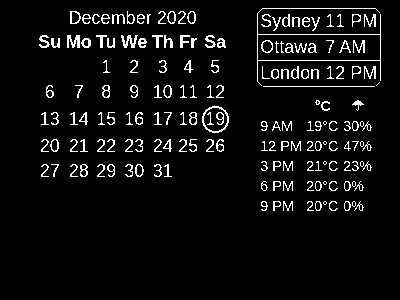 December 2020
Su Mo Tu We Th Fr Sa
1 2 3 4 5
6 7 8 9 10 11 12
13 14 15 16 17 18 19
20 21 22 23 24 25 26
27 28 29 30 31
Sydney 11 PM
Ottawa 7 AM
London 12 PM
°C ☂
9 AM 19°C 30%
12 PM 20°C 47%
3 PM 21°C 23%
6 PM 20°C 0%
9 PM 20°C 0%